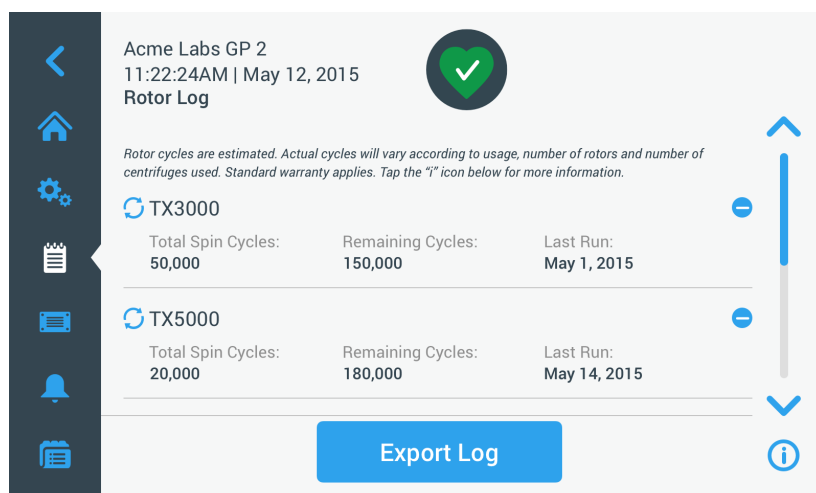 Acme Labs GP 2
11:22:24AM | May 12, 2015
Rotor Log
Rotor cycles are estimated. Actual cycles will vary according to usage, number of rotors and number of
centrifuges used. Standard warranty applies. Tap the “i” icon below for more information.
TX3000
Total Spin Cycles: Remaining Cycles: Last Run:
50,000 150,000 May 1, 2015
TX5000
Total Spin Cycles: Remaining Cycles: Last Run:
20,000 180,000 May 14, 2015
Export Log